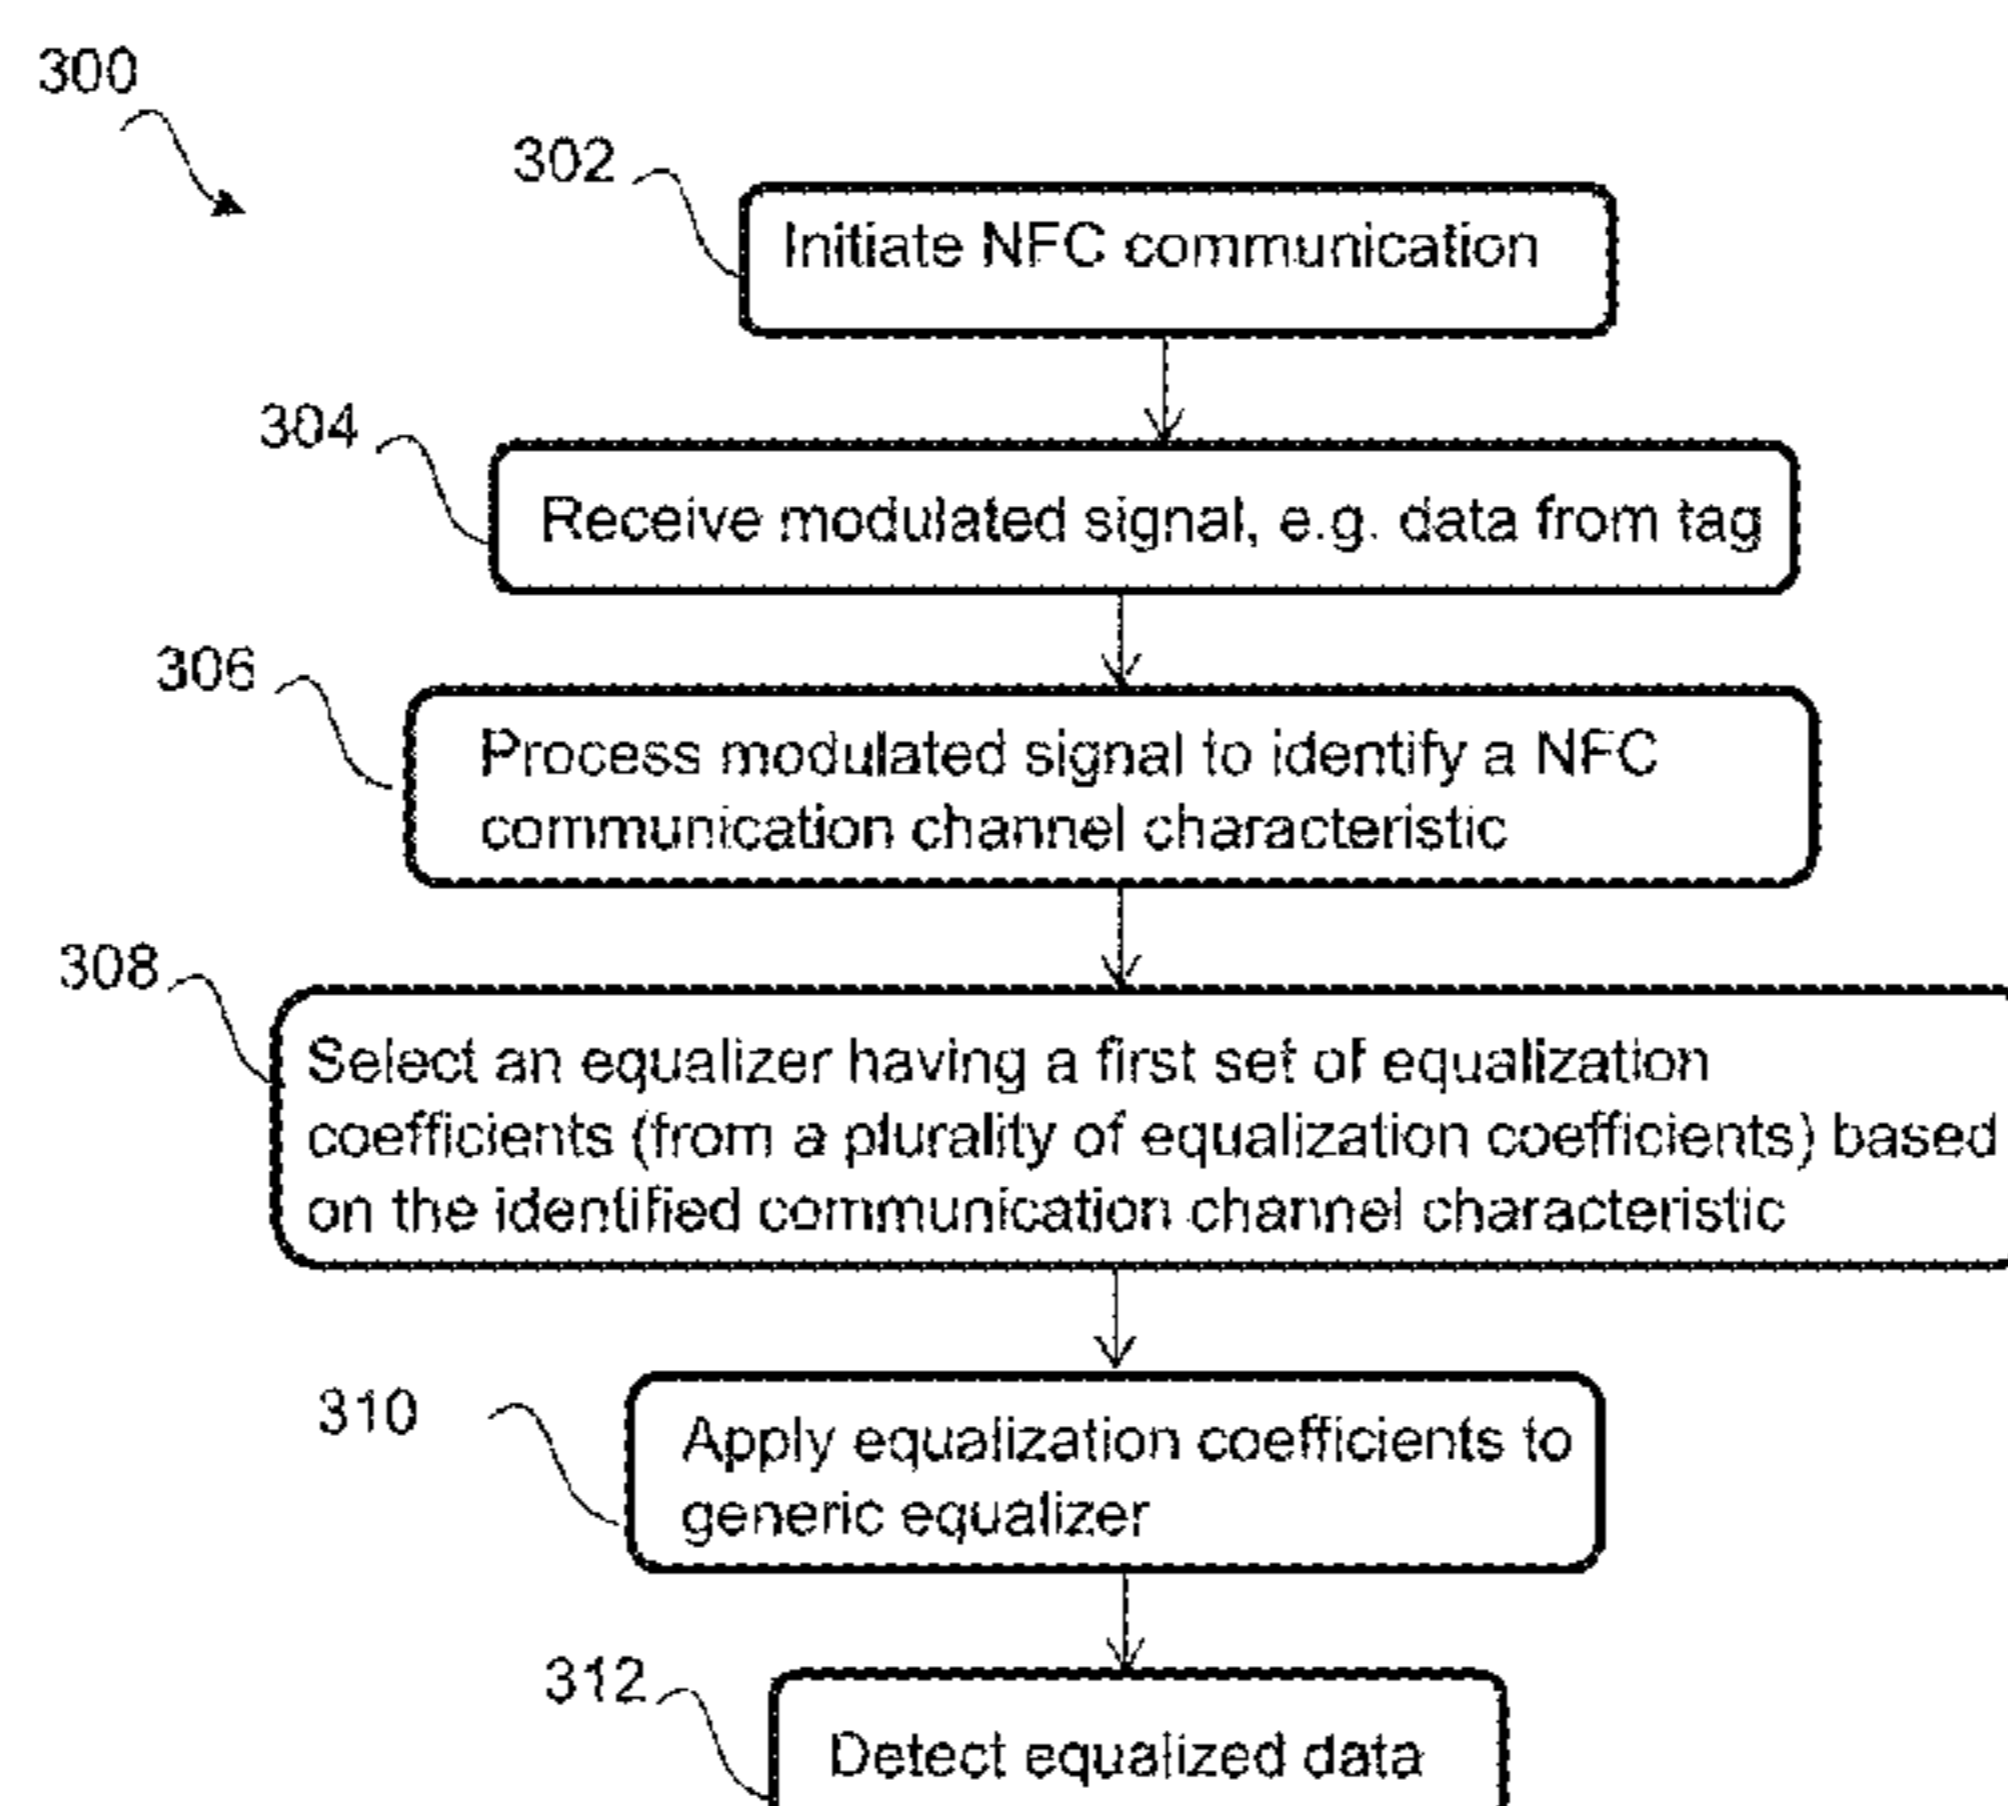 300
302
Initiate NFC communication
304
Receive modulated signal, e.g. data from tag
306
Process modulated signal to identify a NFC
communication channel characteristic
308
Select an equalizer having a first set of equalization
coefficients (from a plurality of equalization coefficients) based
on the identified communication channel characteristic
310
Apply equalization coefficients to
generic equalizer
312
Detect equalized data